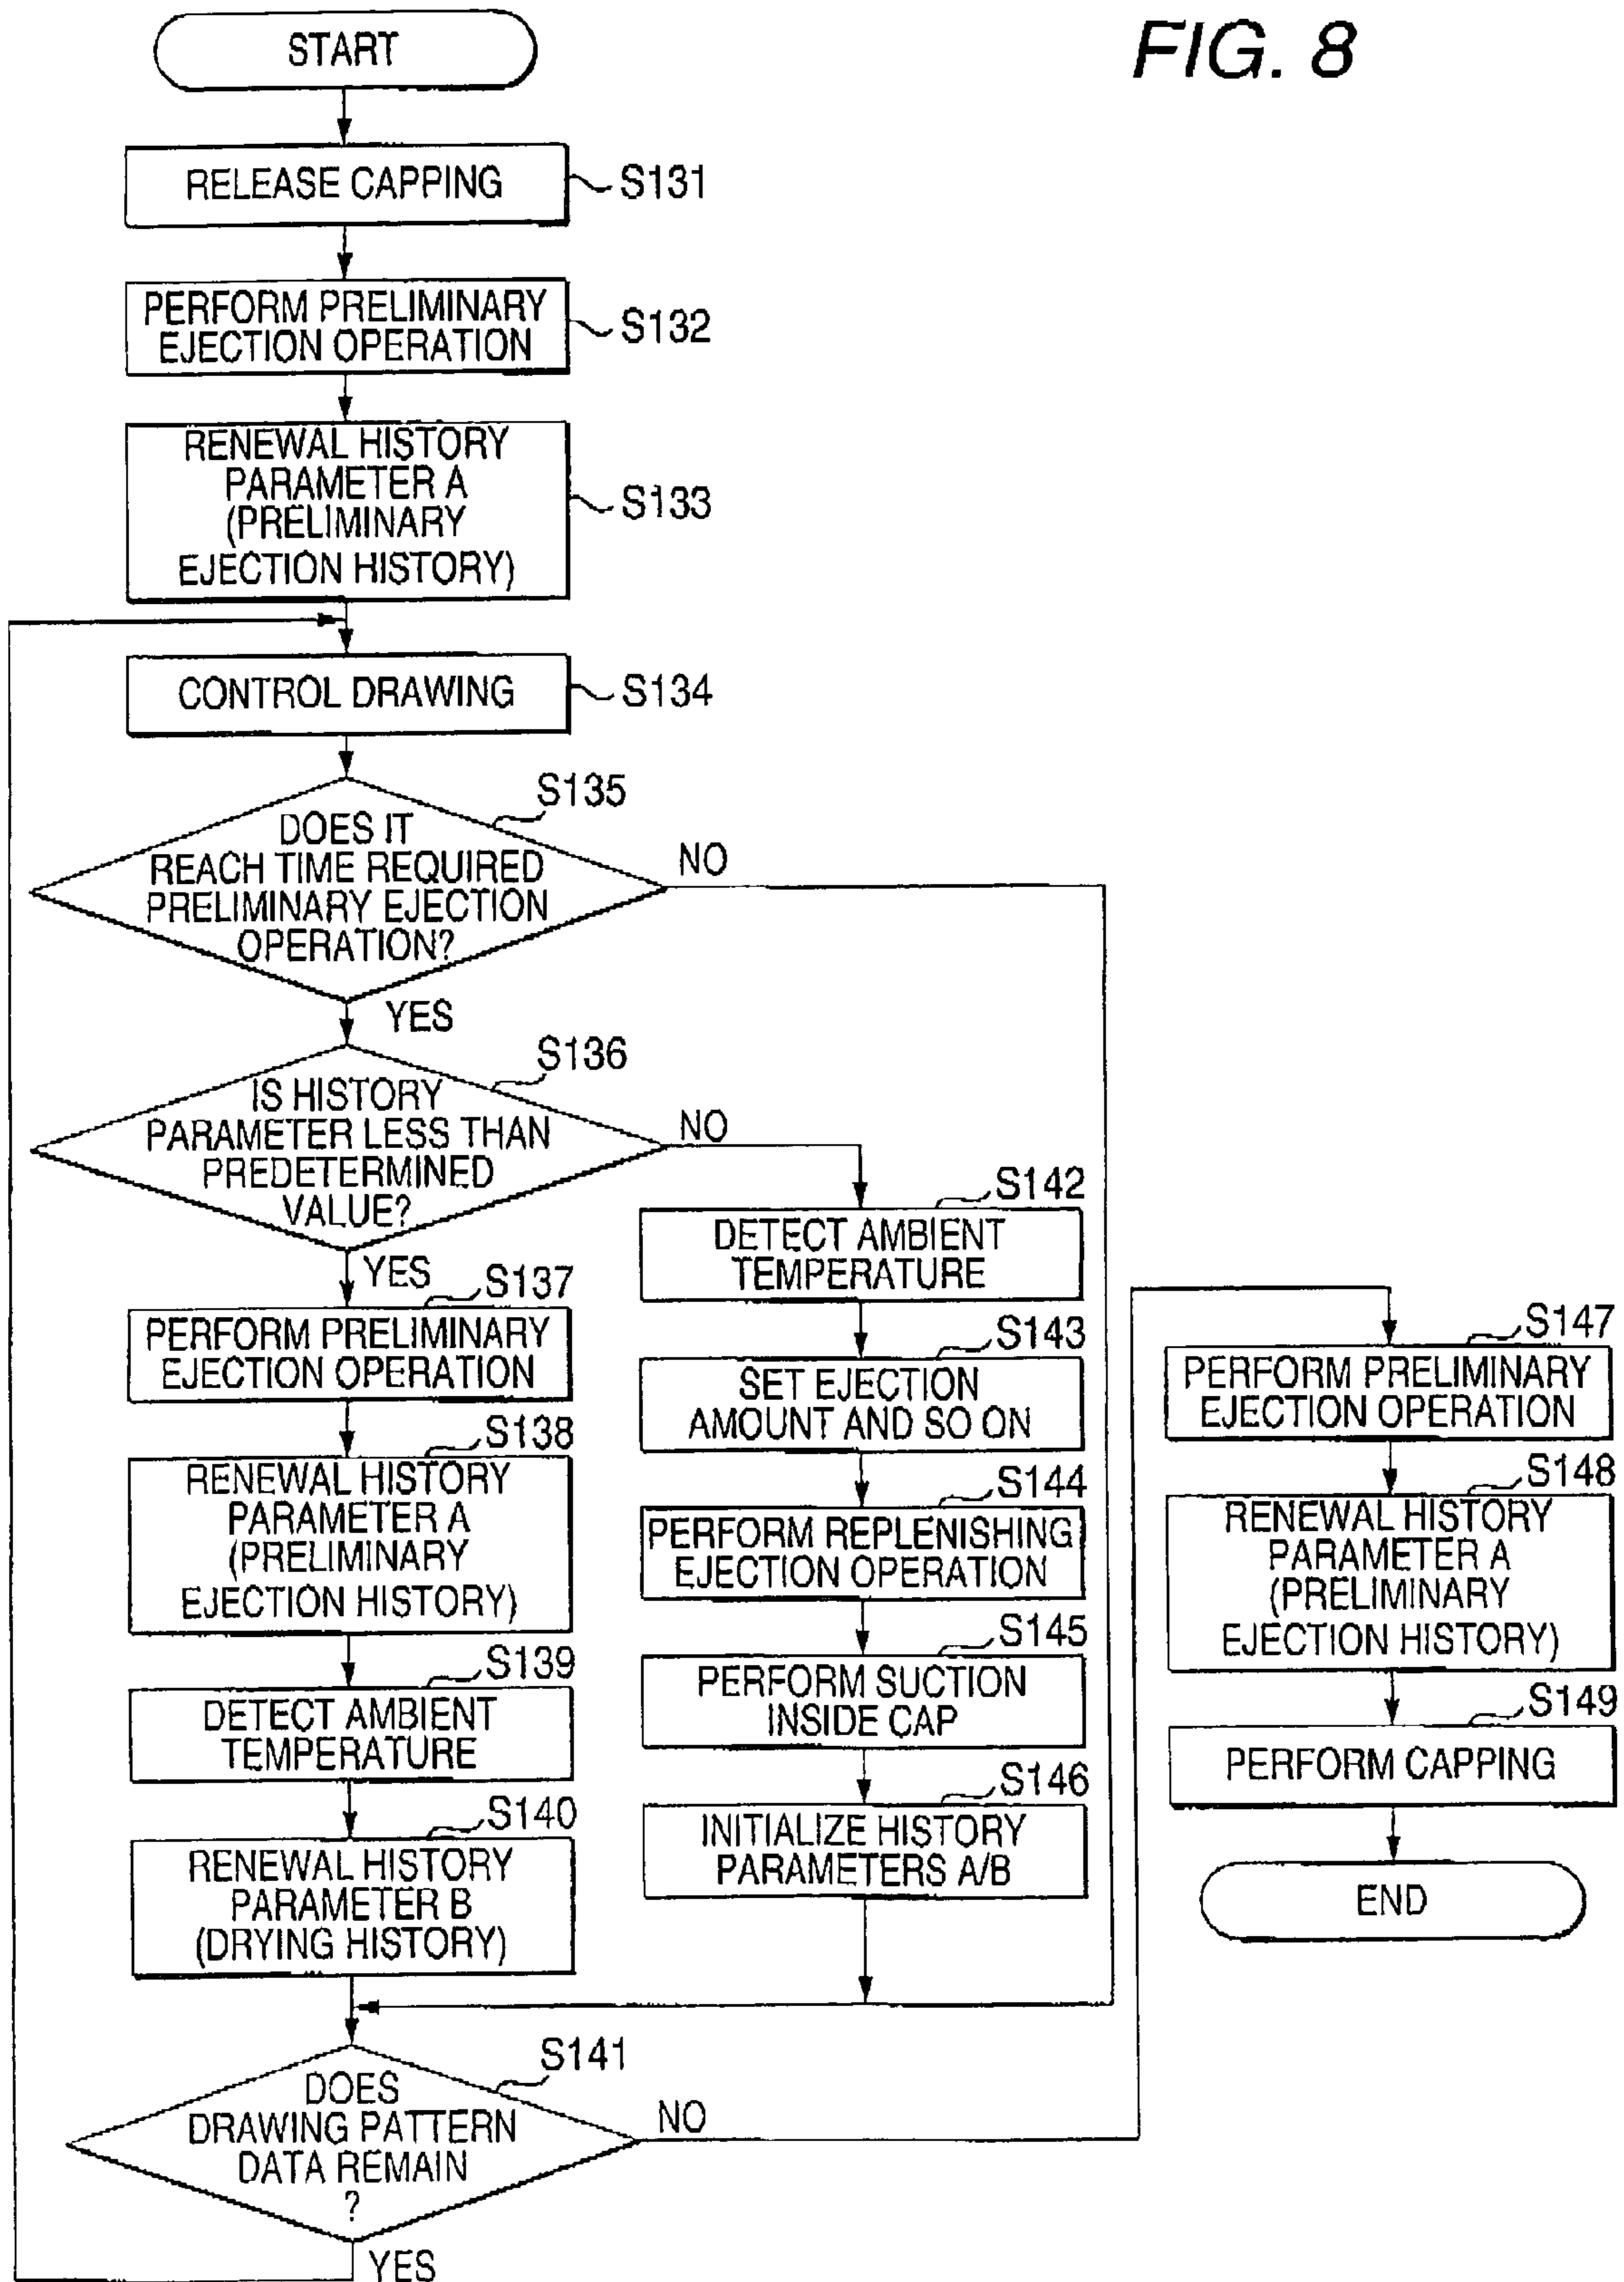 FIG. 8
START
RELEASE CAPPING
S131
PERFORM PRELIMINARY
EJECTION OPERATION
S132
RENEWAL HISTORY
PARAMETER A
(PRELIMINARY
EJECTION HISTORY)
S133
CONTROL DRAWING
S134
S135
DOES IT
REACH TIME REQUIRED
PRELIMINARY EJECTION
OPERATION?
NO
YES
S136
IS HISTORY
PARAMETER LESS THAN
PREDETERMINED
VALUE?
NO
YES
S137
PERFORM PRELIMINARY
EJECTION OPERATION
S138
RENEWAL HISTORY
PARAMETER A
(PRELIMINARY
EJECTION HISTORY)
S139
DETECT AMBIENT
TEMPERATURE
S140
RENEWAL HISTORY
PARAMETER B
(DRYING HISTORY)
S141
DOES
DRAWING PATTERN
DATA REMAIN
?
NO
YES
S142
DETECT AMBIENT
TEMPERATURE
S143
SET EJECTION
AMOUNT AND SO ON
S144
PERFORM REPLENISHING
EJECTION OPERATION
S145
PERFORM SUCTION
INSIDE CAP
S146
INITIALIZE HISTORY
PARAMETERS A/B
S147
PERFORM PRELIMINARY
EJECTION OPERATION
S148
RENEWAL HISTORY
PARAMETER A
(PRELIMINARY
EJECTION HISTORY)
S149
PERFORM CAPPING
END